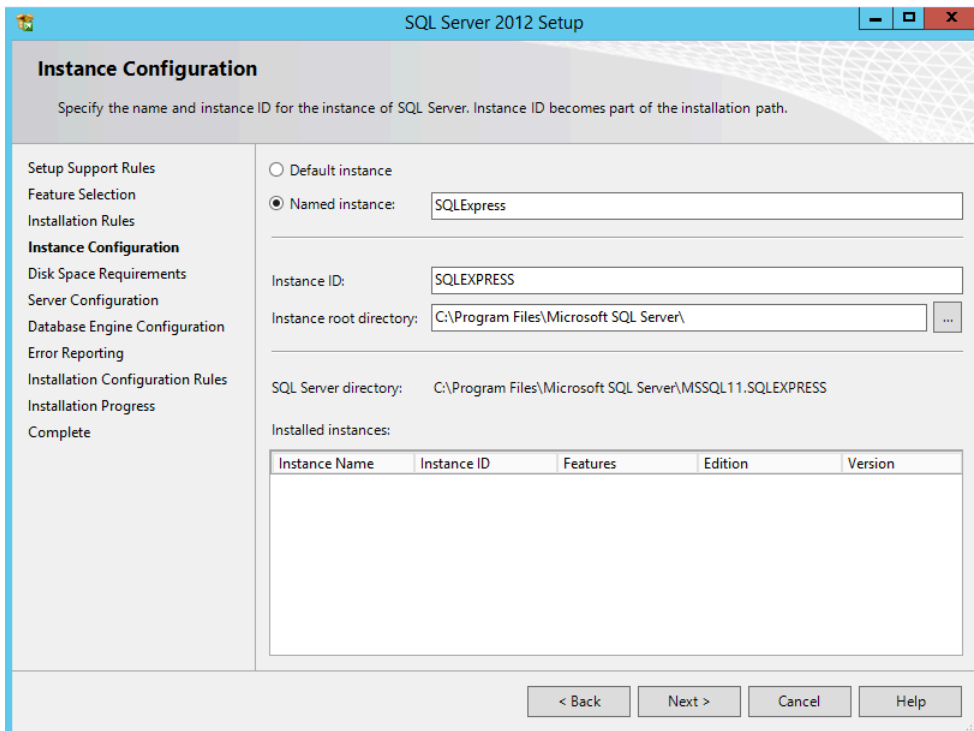 SQL Server 2012 Setup
Instance Configuration
Specify the name and instance ID for the instance of SQL Server. Instance ID becomes part of the installation path.
Setup Support Rules
Feature Selection
Installation Rules
Instance Configuration
Disk Space Requirements
Server Configuration
Database Engine Configuration
Error Reporting
Installation Configuration Rules
Installation Progress
Complete
Default instance
Named instance: SQLExpress
Instance ID: SQLEXPRESS
Instance root directory: C:\Program Files\Microsoft SQL Server\ ...
SQL Server directory: C:\Program Files\Microsoft SQL Server\MSSQL11.SQLEXPRESS
Installed instances:
Instance Name Instance ID Features Edition Version
< Back Next > Cancel Help